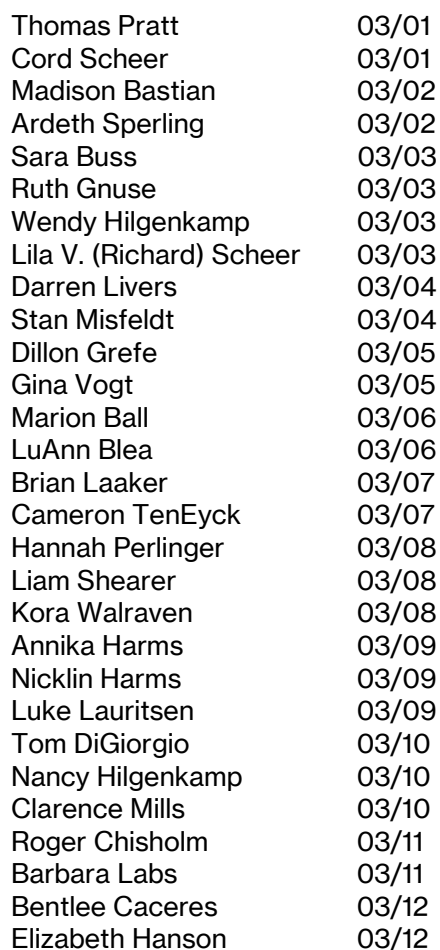 Thomas Pratt 03/01
Cord Scheer 03/01
Madison Bastian 03/02
Ardeth Sperling 03/02
Sara Buss 03/03
Ruth Gnuse 03/03
Wendy Hilgenkamp 03/03
Lila V. (Richard) Scheer 03/03
Darren Livers 03/04
Stan Misfeldt 03/04
Dillon Grefe 03/05
Gina Vogt 03/05
Marion Ball 03/06
LuAnn Blea 03/06
Brian Laaker 03/07
Cameron TenEyck 03/07
Hannah Perlinger 03/08
Liam Shearer 03/08
Kora Walraven 03/08
Annika Harms 03/09
Nicklin Harms 03/09
Luke Lauritsen 03/09
Tom DiGiorgio 03/10
Nancy Hilgenkamp 03/10
Clarence Mills 03/10
Roger Chisholm 03/11
Barbara Labs 03/11
Bentlee Caceres 03/12
Elizabeth Hanson 03/12